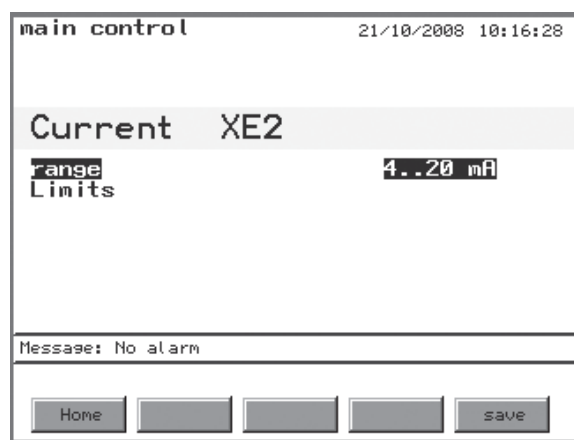 main control 21/10/2008 10:16:28
Current XE2
range 4..20 mA
Limits
Message: No alarm
Home save